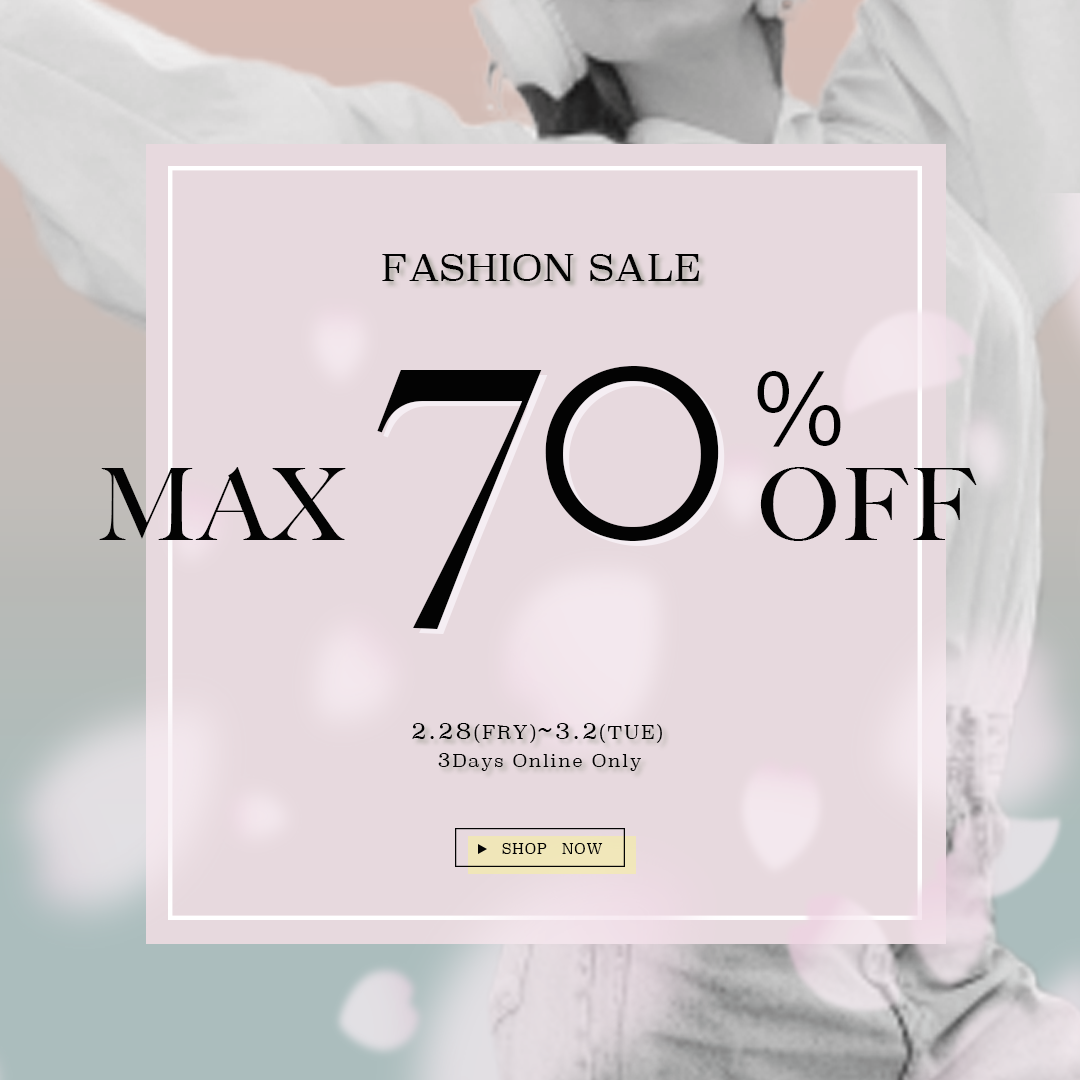 FASHION SALE
MAX 70% OFF
2.28(FRY)~3.2(TUE)
3Days Online Only
▶ SHOP NOW